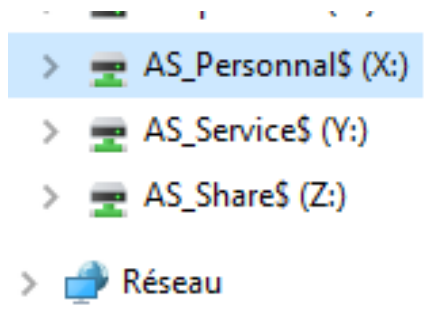 AS_Personnal$ (X:)
AS_Service$ (Y:)
AS_Share$ (Z:)
Réseau